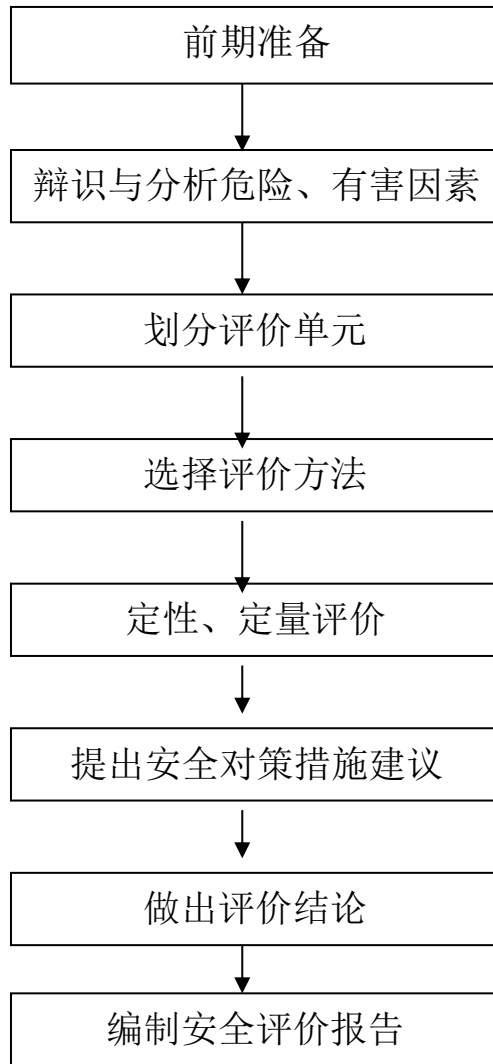 前期准备
辩识与分析危险、有害因素
划分评价单元
选择评价方法
定性、定量评价
提出安全对策措施建议
做出评价结论
编制安全评价报告